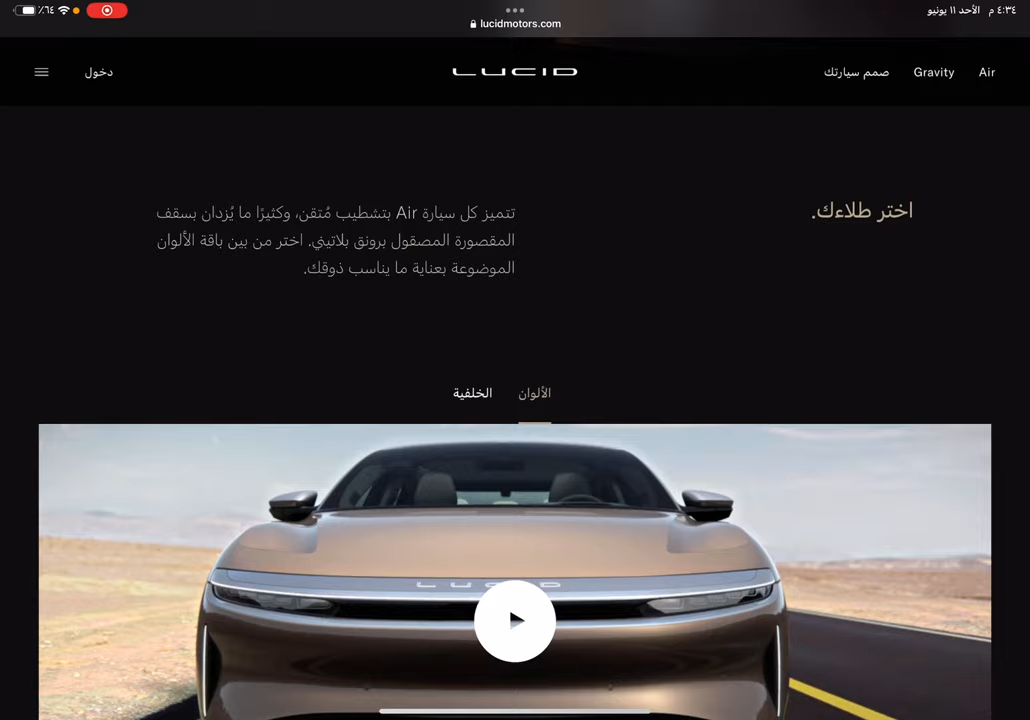 ٤:٣٤ م الأحد ١١ يونيو
٪٦٤
lucidmotors.com
Air Gravity صمم سيارتك
LUCID
دخول
اختر طلاءك.
تتميز كل سيارة Air بتشطيب مُتقن، وكثيرًا ما يُزدان بسقف
المقصورة المصقول برونق بلاتيني. اختر من بين باقة الألوان
الموضوعة بعناية ما يناسب ذوقك.
الألوان الخلفية
LUCID